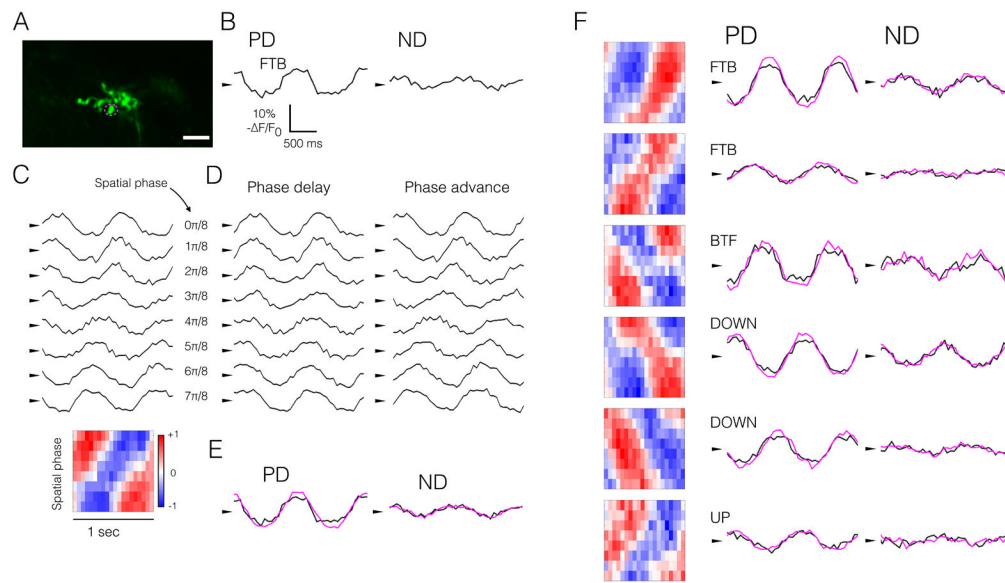 A
B
PD
ND
FTB
10%
-ΔF/F0
500 ms
C
Spatial phase
D
Phase delay
Phase advance
0π/8
1π/8
2π/8
3π/8
4π/8
5π/8
6π/8
7π/8
Spatial phase
+1
0
-1
1 sec
E
PD
ND
F
PD
ND
FTB
FTB
BTF
DOWN
DOWN
UP